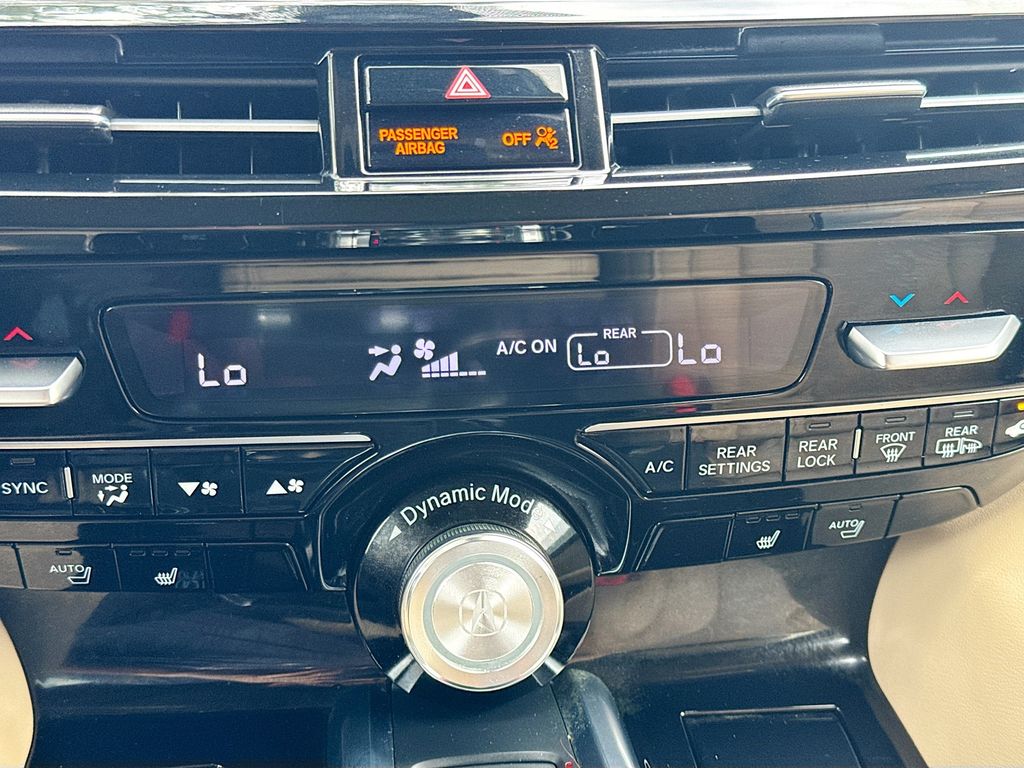 PASSENGER
AIRBAG
OFF
2
Lo
A/C ON
REAR
Lo
Lo
SYNC
MODE
A/C
REAR
SETTINGS
REAR
LOCK
FRONT
REAR
Dynamic Mode
AUTO
AUTO